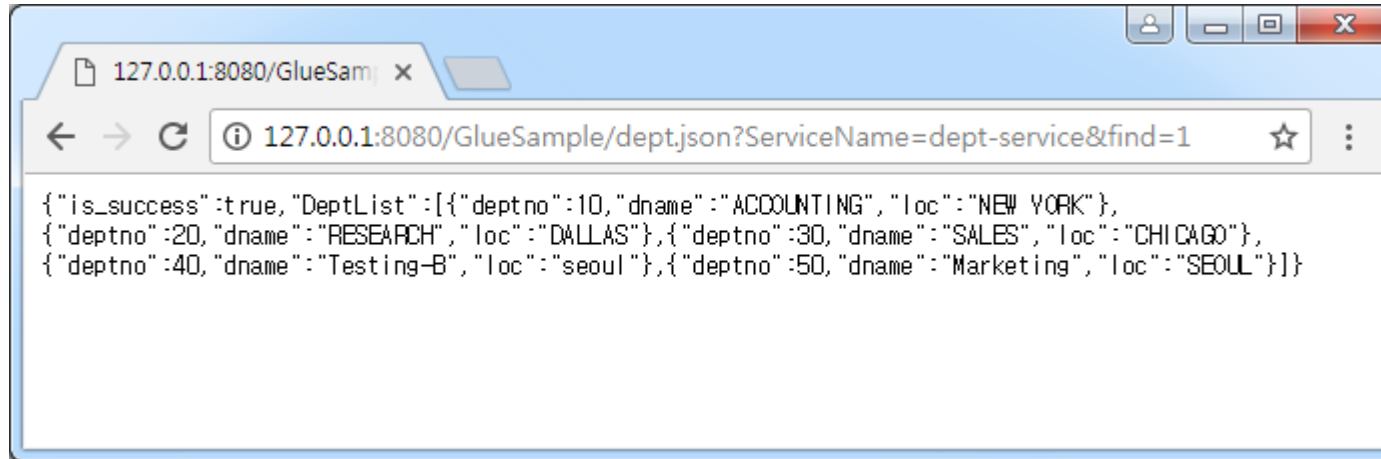 127.0.0.1:8080/GlueSam
127.0.0.1:8080/GlueSample/dept.json?ServiceName=dept-service&find=1
{"is_success":true,"DeptList":[{"deptno":10,"dname":"ACCOUNTING","loc":"NEW YORK"},
{"deptno":20,"dname":"RESEARCH","loc":"DALLAS"},{"deptno":30,"dname":"SALES","loc":"CHICAGO"},
{"deptno":40,"dname":"Testing-B","loc":"seoul"},{"deptno":50,"dname":"Marketing","loc":"SEOUL"}]}